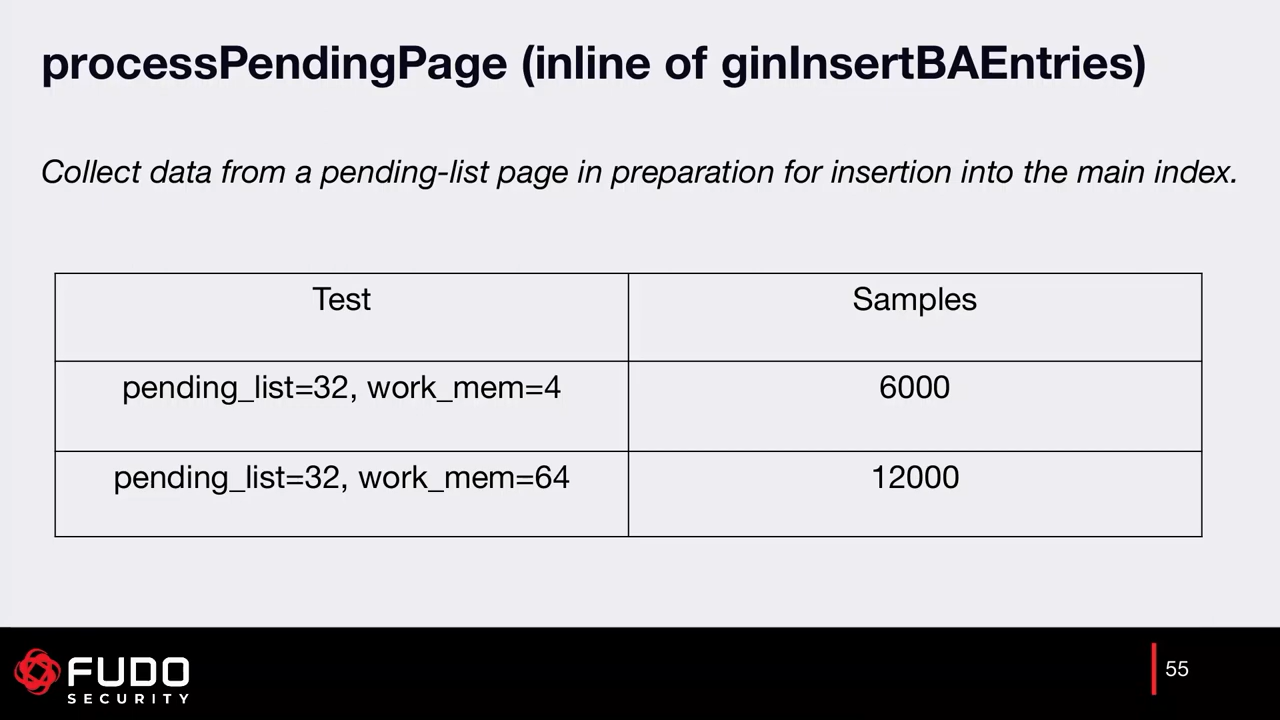 processPendingPage (inline of ginInsertBAEntries)
Collect data from a pending-list page in preparation for insertion into the main index.
Test Samples
pending_list=32, work_mem=4 6000
pending_list=32, work_mem=64 12000
FUDO
SECURITY
55